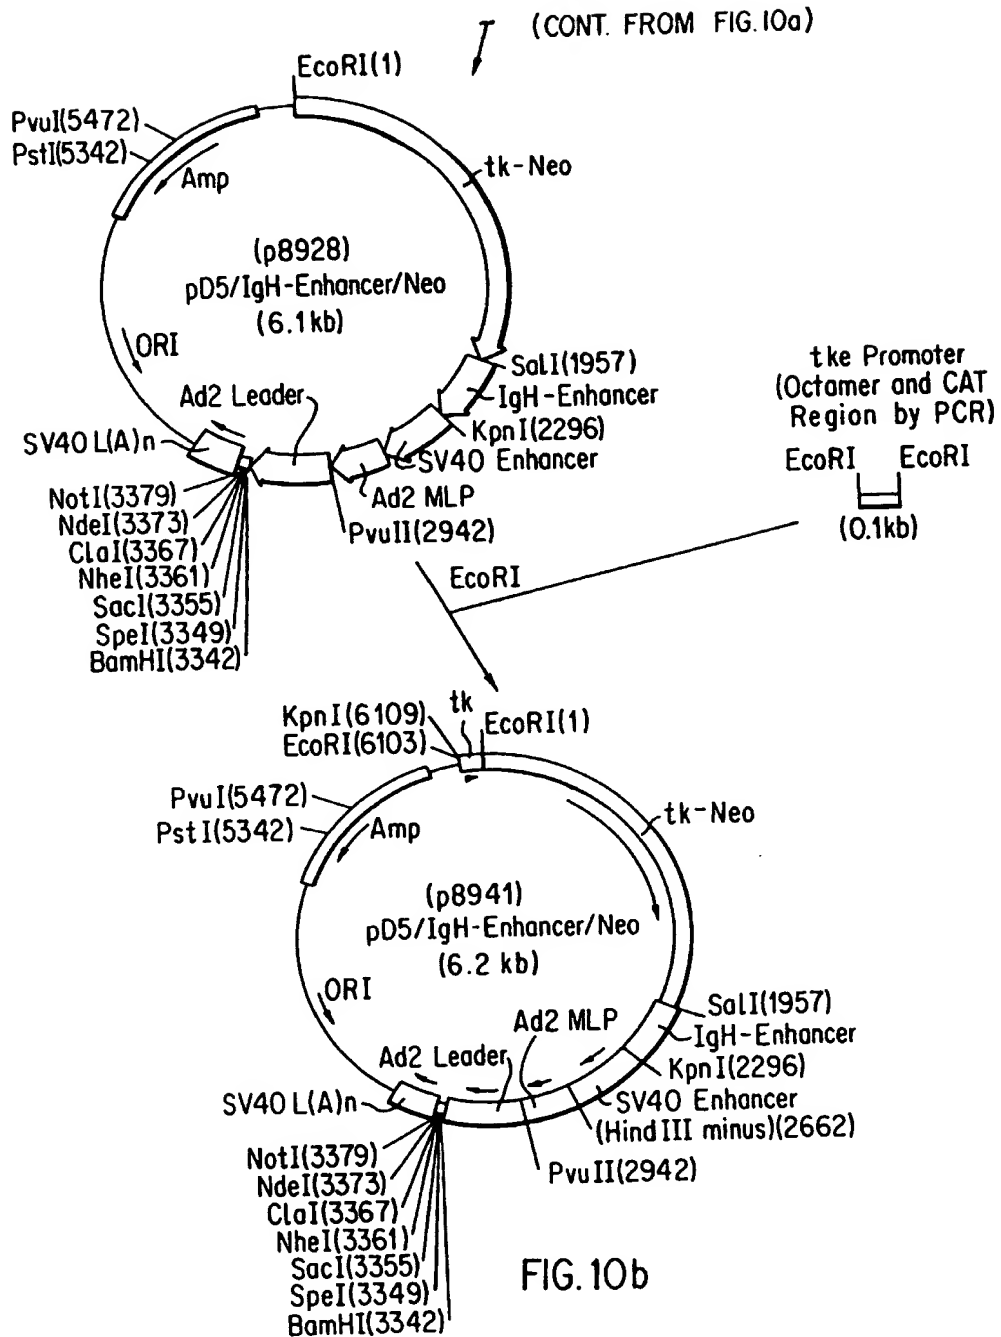 (CONT. FROM FIG.10a)
EcoRI(1)
PvuI(5472)
PstI(5342)
Amp
tk-Neo
(p8928)
pD5/IgH-Enhancer/Neo
(6.1kb)
ORI
SalI(1957)
IgH-Enhancer
KpnI(2296)
SV40 Enhancer
Ad2 MLP
PvuII(2942)
Ad2 Leader
SV40 L(A)n
NotI(3379)
NdeI(3373)
ClaI(3367)
NheI(3361)
SacI(3355)
SpeI(3349)
BamHI(3342)
tke Promoter
(Octamer and CAT
Region by PCR)
EcoRI EcoRI
(0.1kb)
EcoRI
KpnI(6109)
EcoRI(6103)
tk
EcoRI(1)
PvuI(5472)
PstI(5342)
Amp
tk-Neo
(p8941)
pD5/IgH-Enhancer/Neo
(6.2 kb)
ORI
SalI(1957)
IgH-Enhancer
KpnI(2296)
SV40 Enhancer
(Hind III minus)(2662)
PvuII(2942)
Ad2 MLP
Ad2 Leader
SV40 L(A)n
NotI(3379)
NdeI(3373)
ClaI(3367)
NheI(3361)
SacI(3355)
SpeI(3349)
BamHI(3342)
FIG. 10b